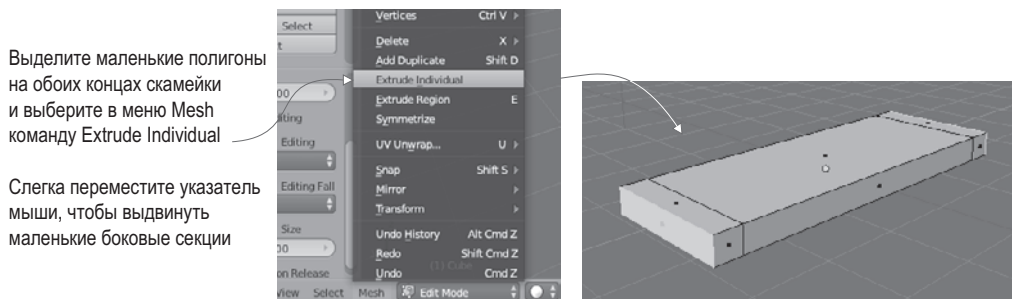 Выделите маленькие полигоны
на обоих концах скамейки
и выберите в меню Mesh
команду Extrude Individual
Слегка переместите указатель
мыши, чтобы выдвинуть
маленькие боковые секции
Select
Editing
Editing Fall
Size
on Release
Vertices Ctrl V
Delete X
Add Duplicate Shift D
Extrude Individual
Extrude Region E
Symmetrize
UV Unwrap... U
Snap Shift S
Mirror
Transform
Undo History Alt Cmd Z
Redo Shift Cmd Z
(1) Cube
Undo Cmd Z
View Select Mesh Edit Mode